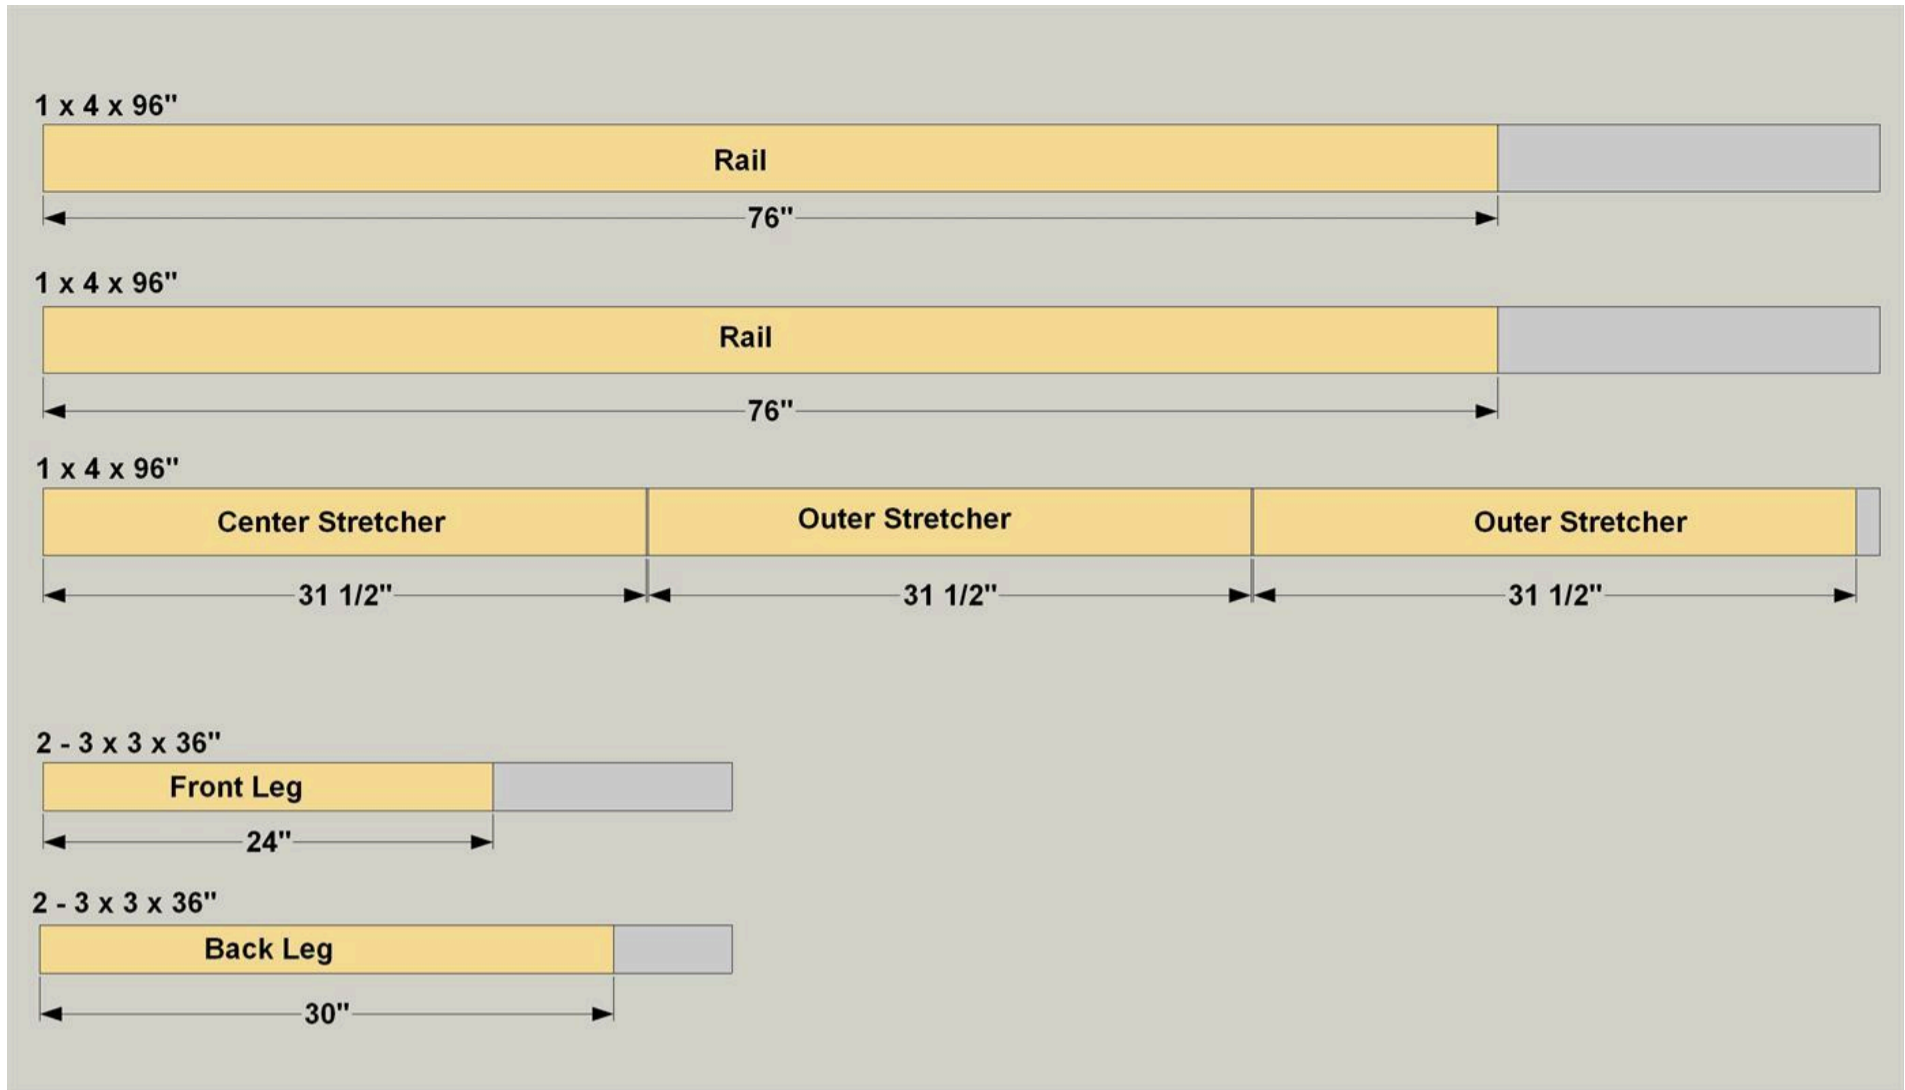 1 x 4 x 96"
Rail
76"
1 x 4 x 96"
Rail
76"
1 x 4 x 96"
Center Stretcher
Outer Stretcher
Outer Stretcher
31 1/2"
31 1/2"
31 1/2"
2 - 3 x 3 x 36"
Front Leg
24"
2 - 3 x 3 x 36"
Back Leg
30"